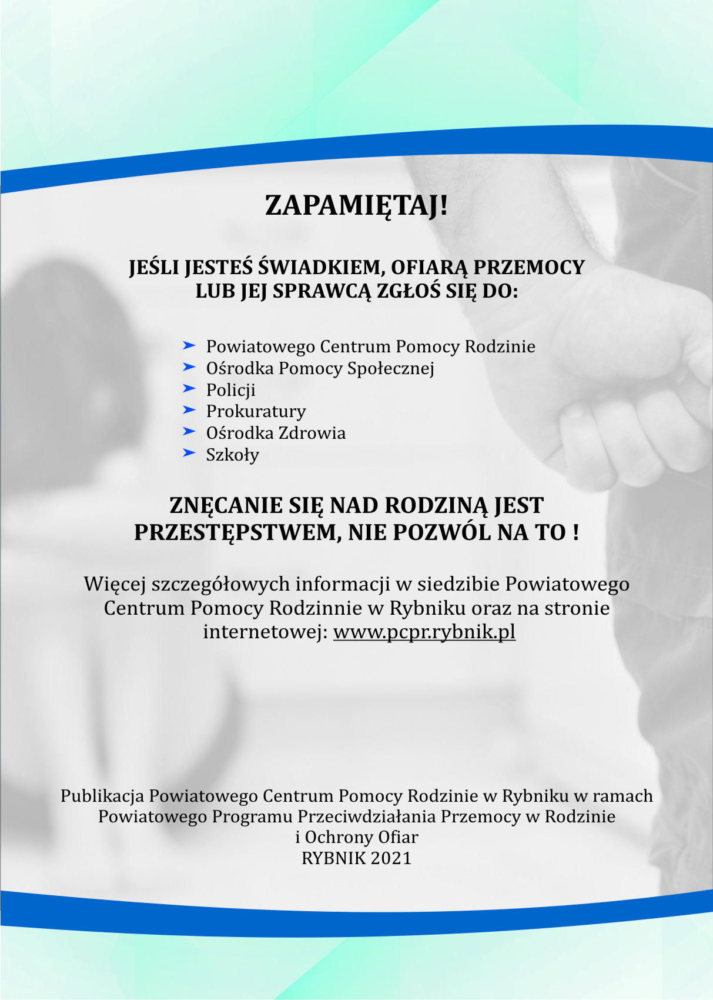 ZAPAMIĘTAJ!
JEŚLI JESTEŚ ŚWIADKIEM, OFIARĄ PRZEMOCY
LUB JEJ SPRAWCĄ ZGŁOŚ SIĘ DO:
➢ Powiatowego Centrum Pomocy Rodzinie
➢ Ośrodka Pomocy Społecznej
➢ Policji
➢ Prokuratury
➢ Ośrodka Zdrowia
➢ Szkoły
ZNĘCANIE SIĘ NAD RODZINĄ JEST
PRZESTĘPSTWEM, NIE POZWÓL NA TO !
Więcej szczegółowych informacji w siedzibie Powiatowego
Centrum Pomocy Rodzinnie w Rybniku oraz na stronie
internetowej: www.pcpr.rybnik.pl
Publikacja Powiatowego Centrum Pomocy Rodzinie w Rybniku w ramach
Powiatowego Programu Przeciwdziałania Przemocy w Rodzinie
i Ochrony Ofiar
RYBNIK 2021